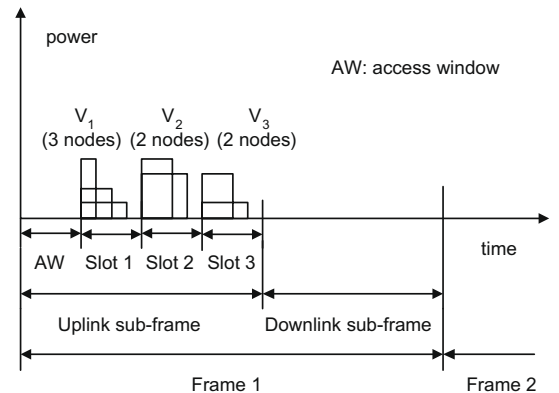 power
AW: access window
V1 V2 V3
(3 nodes) (2 nodes) (2 nodes)
time
AW Slot 1 Slot 2 Slot 3
Uplink sub-frame Downlink sub-frame
Frame 1 Frame 2